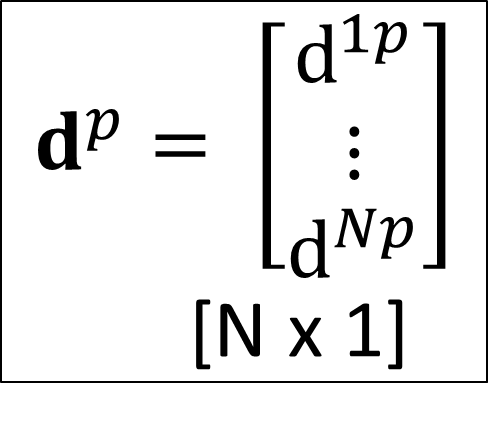 d^{1p}
𝐝^{p} = [ ⋮ ]
d^{Np}
[N x 1]